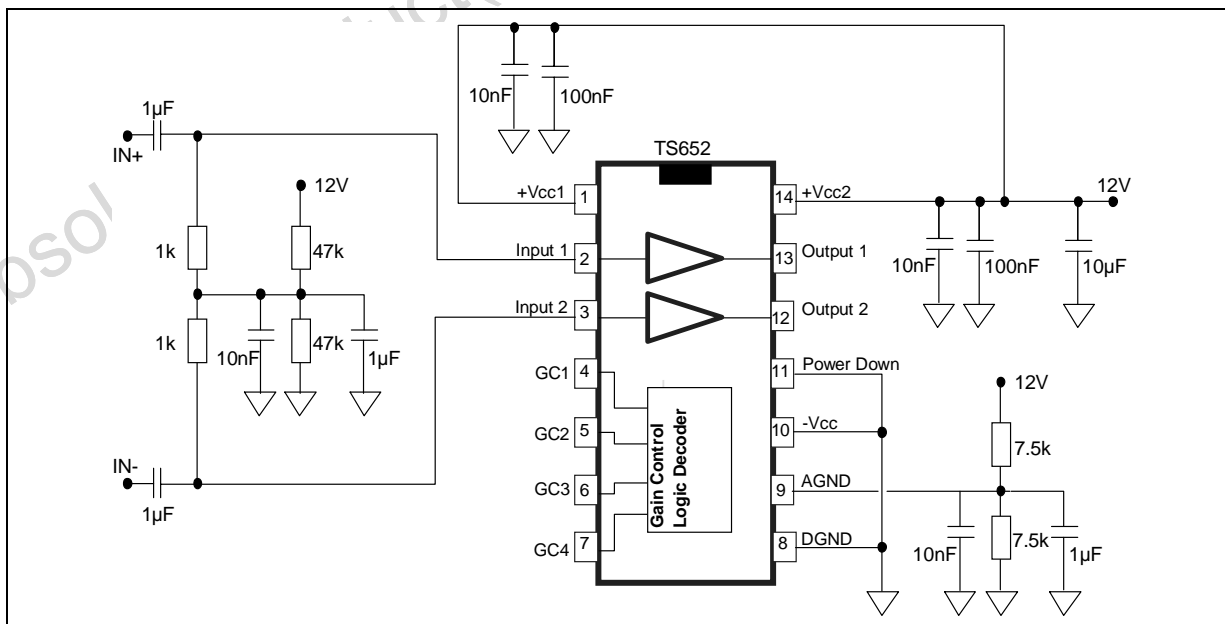 10nF
100nF
1µF
IN+
TS652
12V
+Vcc1
1
14
+Vcc2
12V
1k
47k
Input 1
2
13
Output 1
10nF
100nF
10µF
Input 2
3
12
Output 2
1k
10nF
47k
1µF
GC1
4
11
Power Down
12V
GC2
5
10
-Vcc
7.5k
IN-
1µF
GC3
6
9
AGND
Gain Control
Logic Decoder
GC4
7
8
DGND
10nF
7.5k
1µF